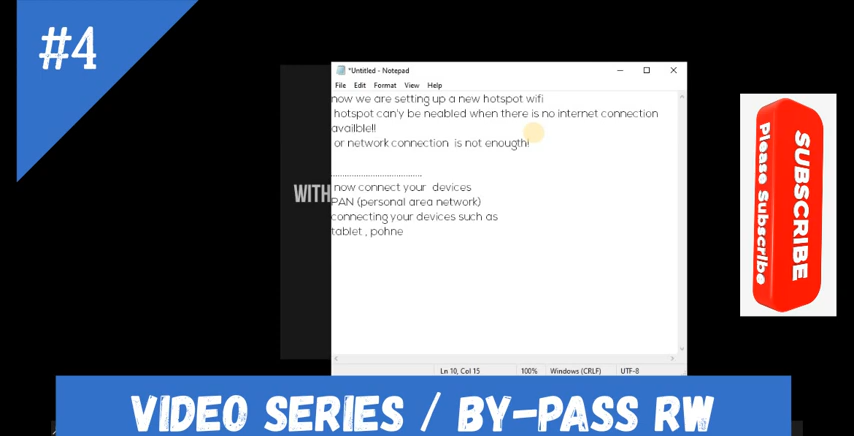 #4
*Untitled - Notepad
File Edit Format View Help
now we are setting up a new hotspot wifi
hotspot can'y be neabled when there is no internet connection
availble!!
or network connection is not enougth!
.......................................
now connect your devices
PAN (personal area network)
connecting your devices such as
tablet , pohne
WITH
Ln 10, Col 15 100% Windows (CRLF) UTF-8
SUBSCRIBE
Please Subscribe
VIDEO SERIES / BY-PASS RW